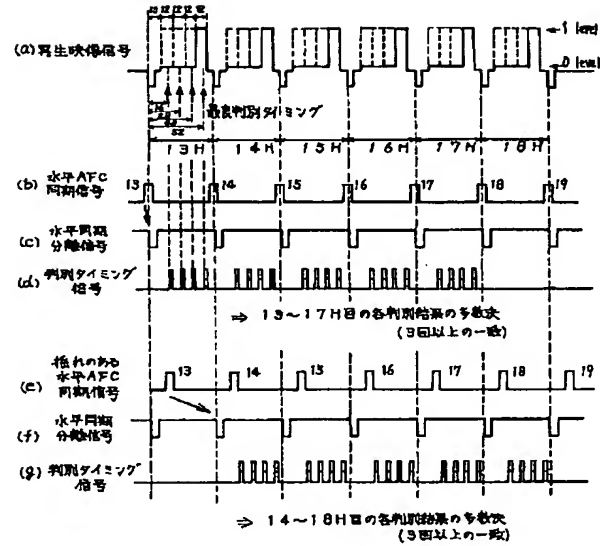 (a) 再生映像信号
1 level
0 level
最良判別タイミング
13H 14H 15H 16H 17H 18H
(b) 水平AFC同期信号
13 14 15 16 17 18 19
(c) 水平同期分離信号
(d) 判別タイミング信号
⇒ 13〜17H目の各判別結果の多数決
(3回以上の一致)
(e) 揺れのある水平AFC同期信号
13 14 15 16 17 18 19
(f) 水平同期分離信号
(g) 判別タイミング信号
⇒ 14〜18H目の各判別結果の多数決
(3回以上の一致)